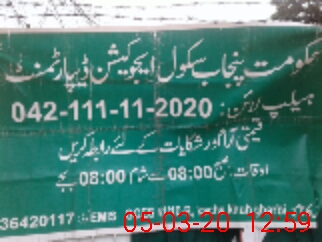 حکومت پنجاب سکول ایجوکیشن ڈیپارٹمنٹ
ہیلپ لائن: 042-111-11-2020
قیمتی آرا اور شکایات کے لئے رابطہ کریں
اوقات: صبح 08:00 سے شام 08:00 بجے
36420117
05-03-20 12:59